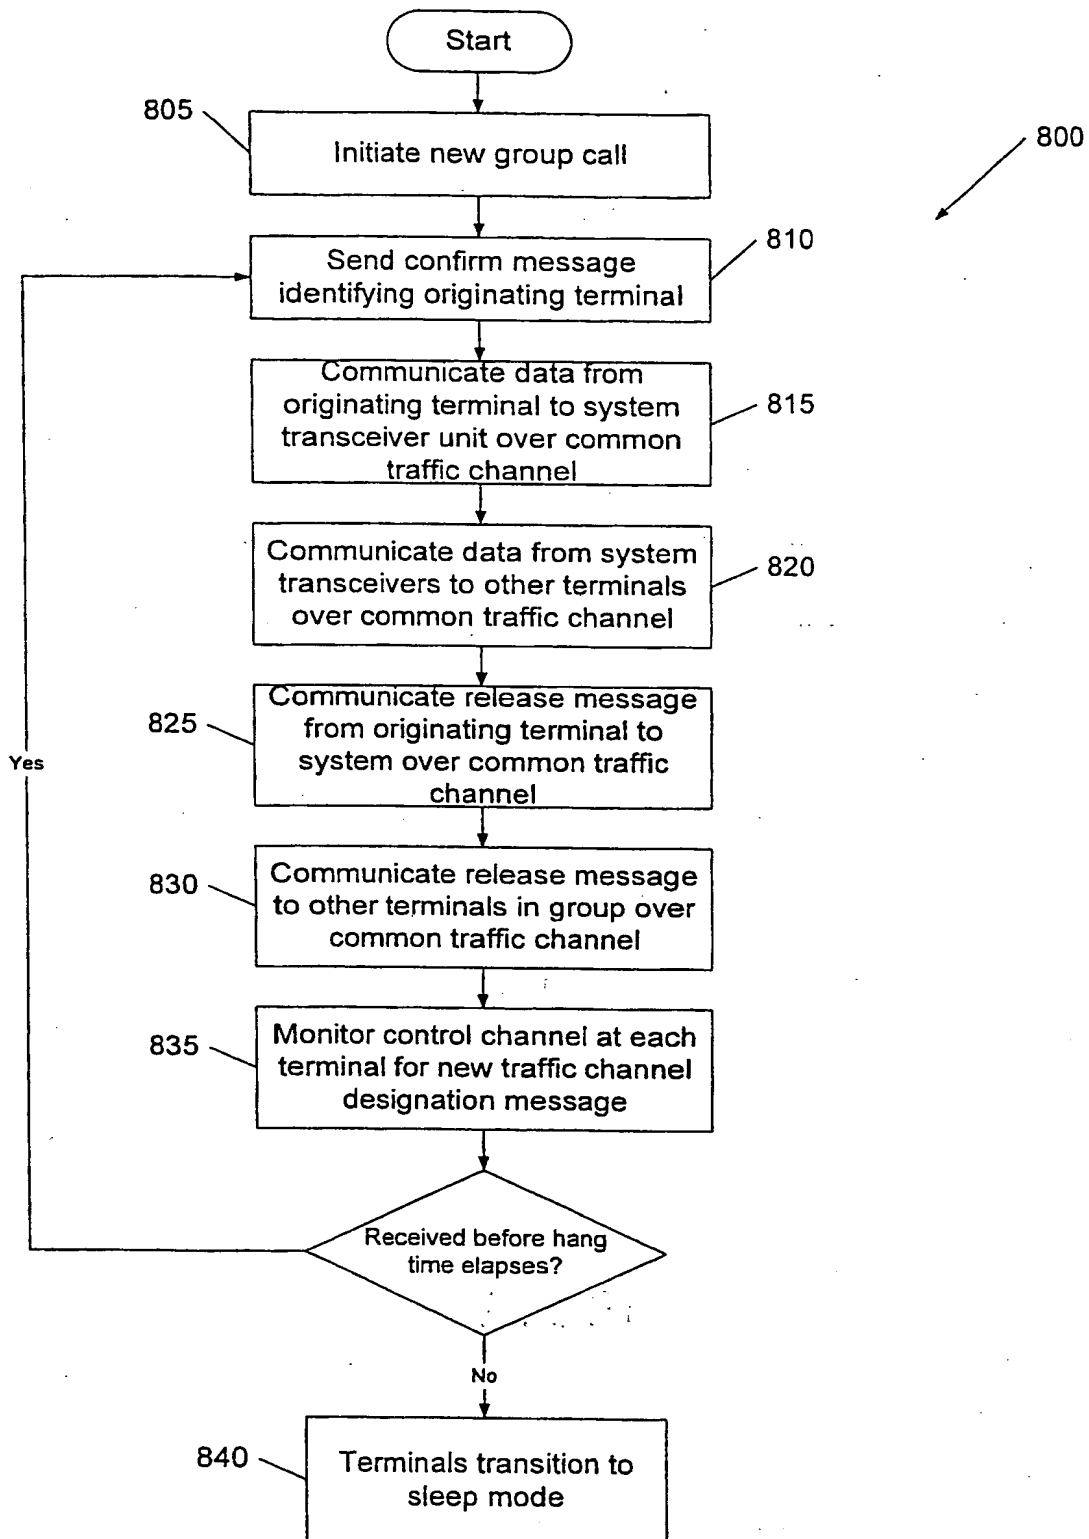 Start
805
Initiate new group call
800
810
Send confirm message
identifying originating terminal
Communicate data from
originating terminal to system
transceiver unit over common
traffic channel
815
Communicate data from system
transceivers to other terminals
over common traffic channel
820
825
Communicate release message
from originating terminal to
system over common traffic
channel
Yes
830
Communicate release message
to other terminals in group over
common traffic channel
835
Monitor control channel at each
terminal for new traffic channel
designation message
Received before hang
time elapses?
No
840
Terminals transition to
sleep mode